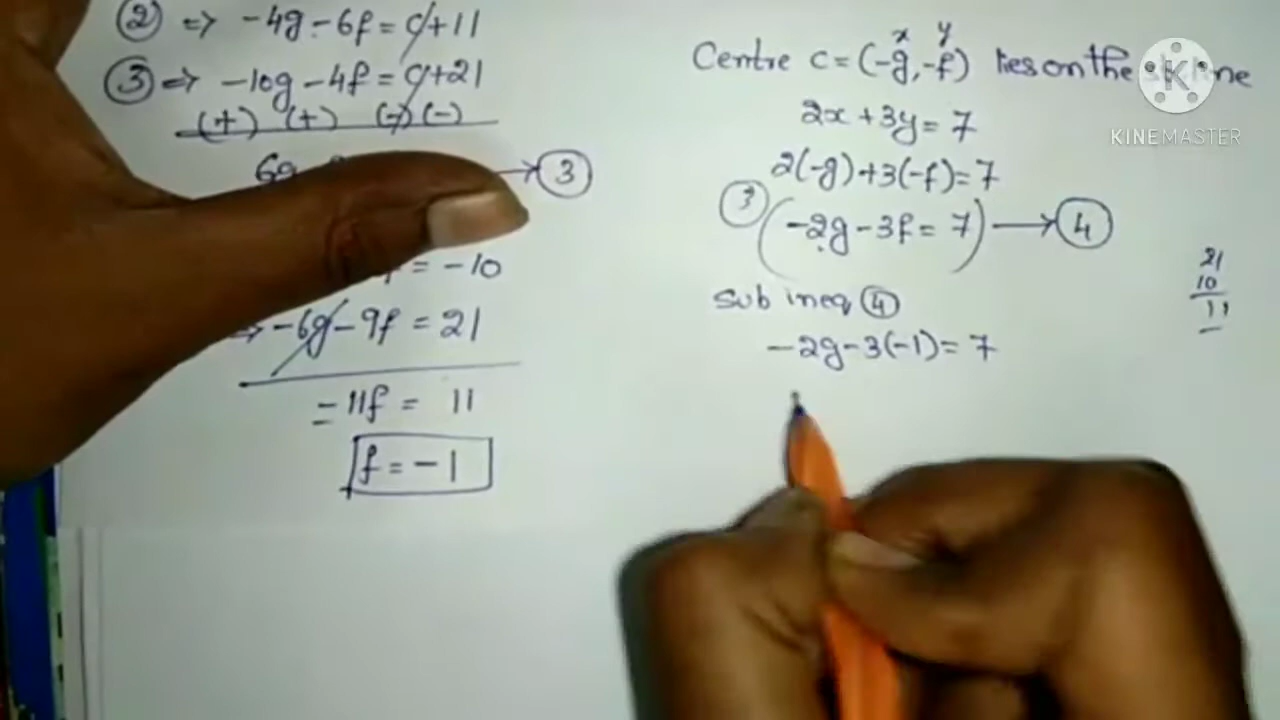 ② => -4g-6f = c+11
③ => -10g-4f = c+21
(+) (+) (-) (-)
6g → ③
= -10
=> -6g-9f = 21
-11f = 11
f = -1
x y
Centre C = (-g, -f) lies on the
2x+3y = 7
2(-g)+3(-f)=7
③ (-2g-3f = 7) → ④
Sub in eq ④
-2g-3(-1) = 7
21
10
11
KINEMASTER